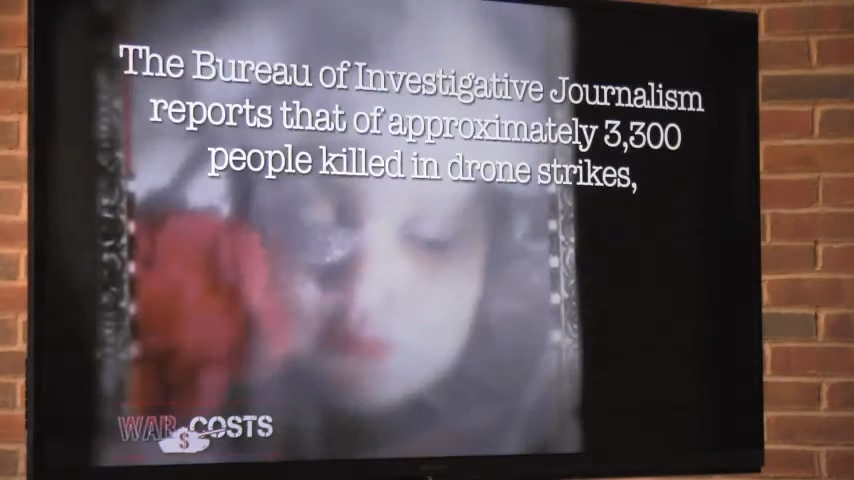 The Bureau of Investigative Journalism
reports that of approximately 3,300
people killed in drone strikes,
WAR COSTS
$